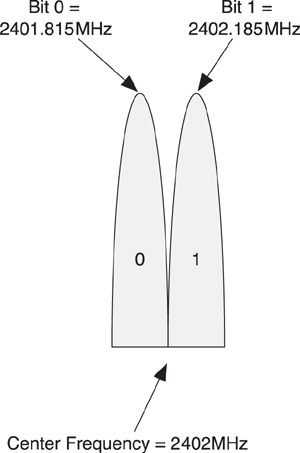 Bit 0 =
2401.815MHz
Bit 1 =
2402.185MHz
0
1
Center Frequency = 2402MHz